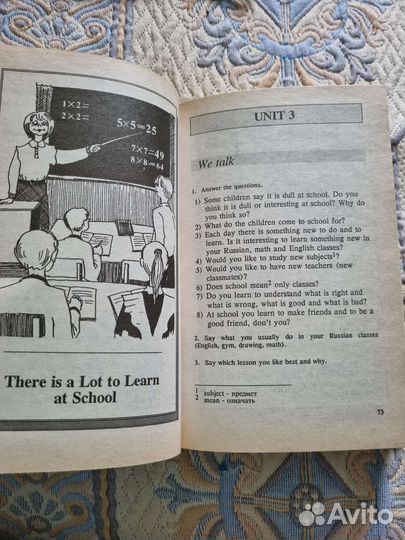 1×2=
2×2=
5×5=25
7×7=49
8×8=64
There is a Lot to Learn
at School
UNIT 3
We talk
1. Answer the questions.
1) Some children say it is dull at school. Do you
think it is dull or interesting at school? Why do
you think so?
2) What do the children come to school for?
3) Each day there is something new to do and to
learn. Is it interesting to learn something new in
your Russian, math and English classes?
4) Would you like to study new subjects¹?
5) Would you like to have new teachers (new
classmates)?
6) Does school mean² only classes?
7) Do you learn to understand what is right and
what is wrong, what is good and what is bad?
8) At school you learn to make friends and to be a
good friend, don't you?
2. Say what you usually do in your Russian classes
(English, gym, drawing, math).
3. Say which lesson you like best and why.
1 subject - предмет
2 mean - означать
73
Avito